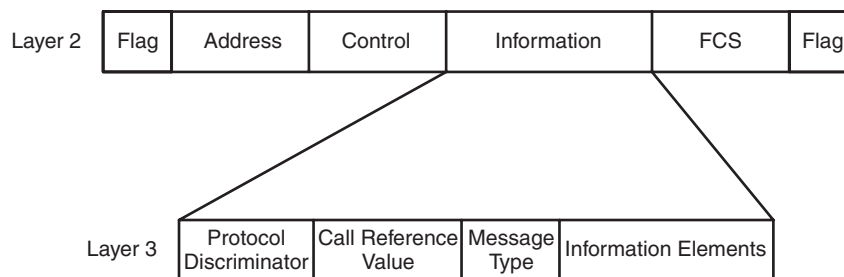 Layer 2 Flag Address Control Information FCS Flag
Layer 3 Protocol Discriminator Call Reference Value Message Type Information Elements